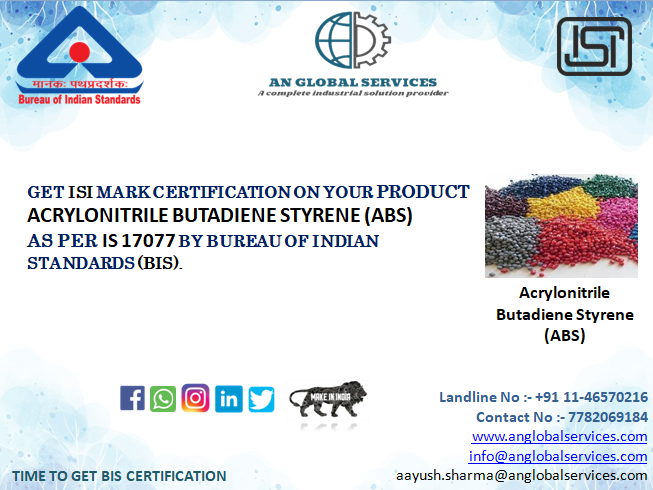 मानकः पथप्रदर्शकः
Bureau of Indian Standards
AN GLOBAL SERVICES
A complete industrial solution provider
ISI
GET ISI MARK CERTIFICATION ON YOUR PRODUCT
ACRYLONITRILE BUTADIENE STYRENE (ABS)
AS PER IS 17077 BY BUREAU OF INDIAN
STANDARDS (BIS).
Acrylonitrile
Butadiene Styrene
(ABS)
MAKE IN INDIA
Landline No :- +91 11-46570216
Contact No :- 7782069184
www.anglobalservices.com
info@anglobalservices.com
aayush.sharma@anglobalservices.com
TIME TO GET BIS CERTIFICATION